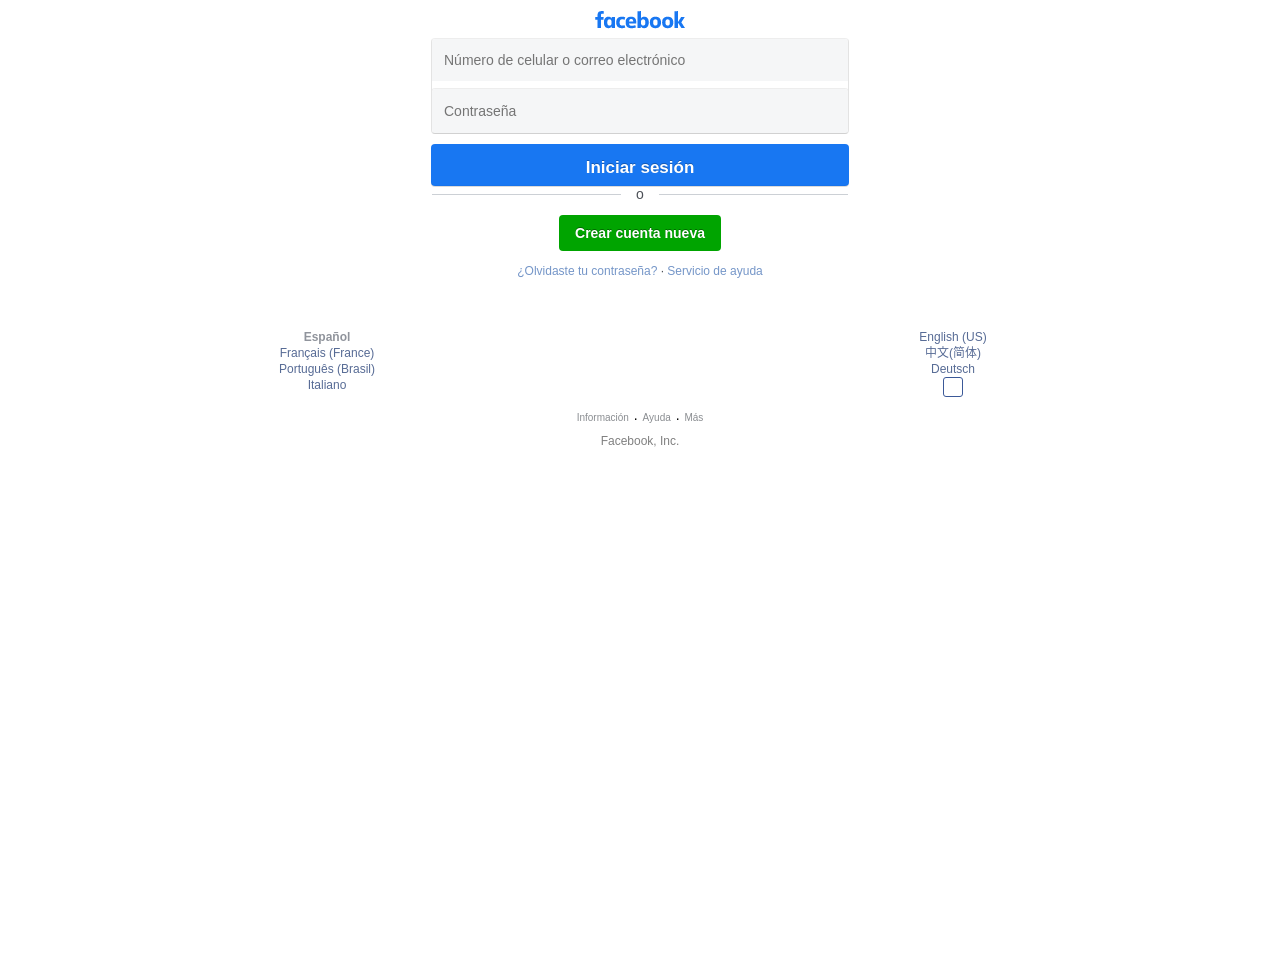 facebook
Número de celular o correo electrónico
Contraseña
Iniciar sesión
o
Crear cuenta nueva
¿Olvidaste tu contraseña? · Servicio de ayuda
Español
Français (France)
Português (Brasil)
Italiano
English (US)
中文(简体)
Deutsch
Información · Ayuda · Más
Facebook, Inc.